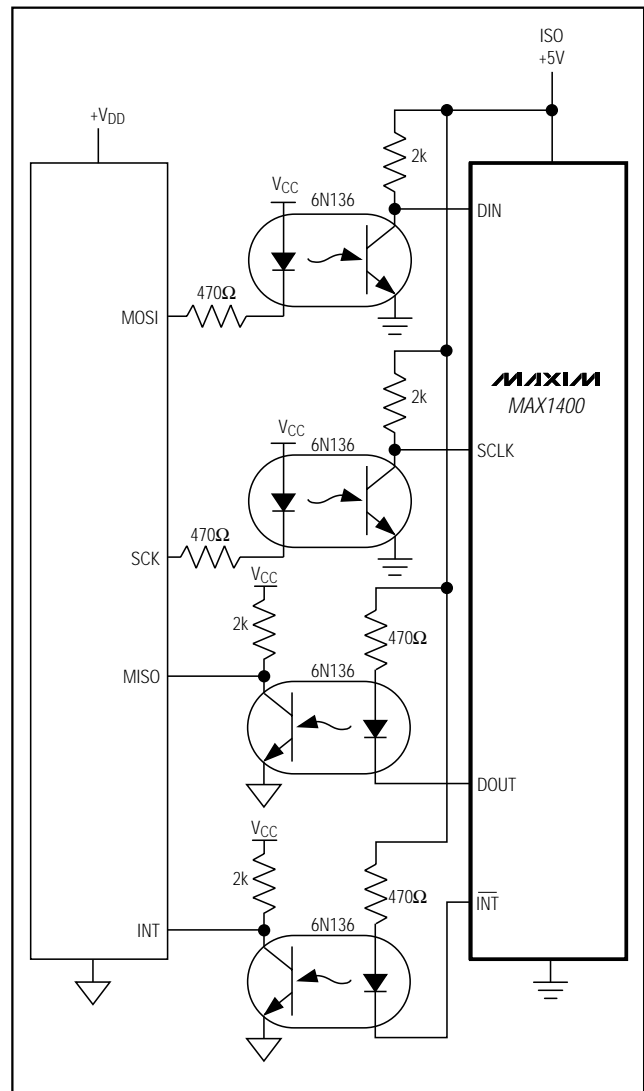 ISO
+5V
+VDD
2k
VCC
6N136
DIN
470Ω
MOSI
MAXIM
MAX1400
2k
VCC
6N136
SCLK
470Ω
SCK
VCC
2k
470Ω
6N136
MISO
DOUT
VCC
2k
470Ω
6N136
INT
INT